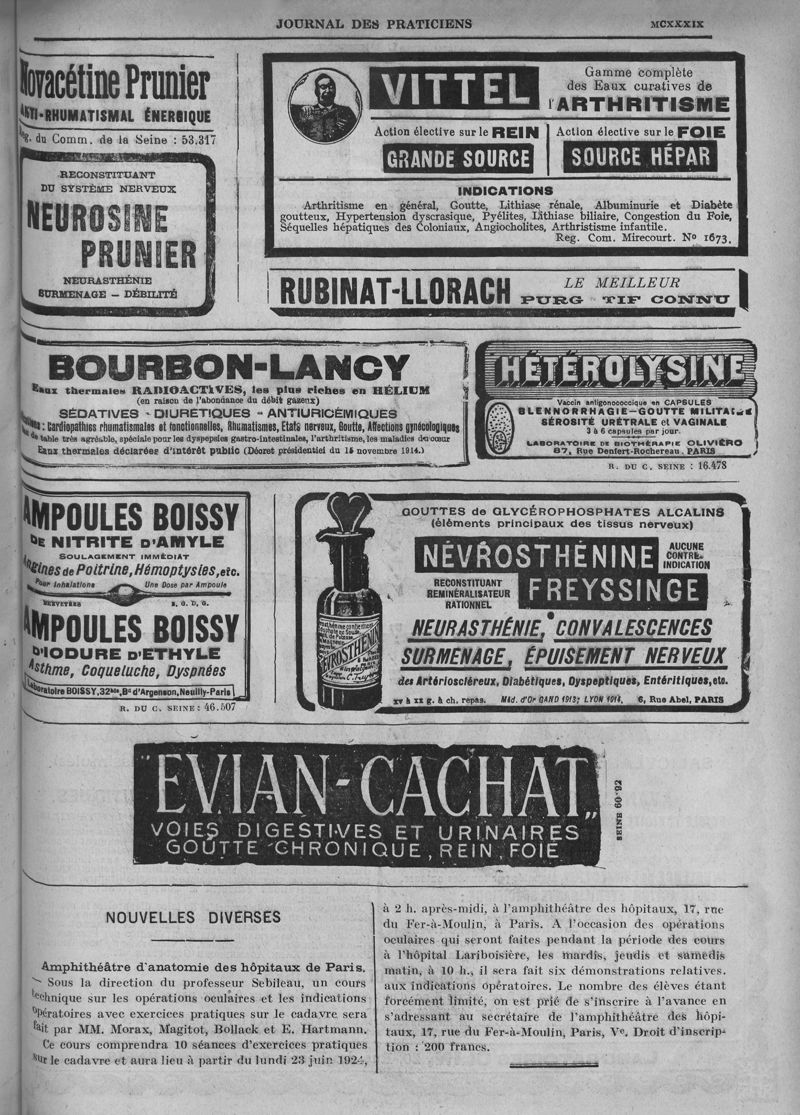 JOURNAL DES PRATICIENS
MCXXXIX
Novacétine Prunier
ANTI-RHUMATISMAL ÉNERGIQUE
Reg. du Comm. de la Seine : 53,317
RECONSTITUANT
DU SYSTÈME NERVEUX
NEUROSINE
PRUNIER
NEURASTHÉNIE
SURMENAGE — DÉBILITÉ
VITTEL
Gamme complète
des Eaux curatives de
l'ARTHRITISME
Action élective sur le REIN
GRANDE SOURCE
Action élective sur le FOIE
SOURCE HÉPAR
INDICATIONS
Arthritisme en général, Goutte, Lithiase rénale, Albuminurie et Diabète
goutteux, Hypertension dyscrasique, Pyélites, Lithiase biliaire, Congestion du Foie,
Séquelles hépatiques des Coloniaux, Angiocholites, Arthristisme infantile.
Reg. Com. Mirecourt. No 1673.
RUBINAT-LLORACH
LE MEILLEUR
PURG TIF CONNU
BOURBON-LANCY
Eaux thermales RADIOACTIVES, les plus riches en HÉLIUM
(en raison de l'abondance du débit gazeux)
SÉDATIVES - DIURÉTIQUES - ANTIURICÉMIQUES
: Cardiopathies rhumatismales et fonctionelles, Rhumatismes, Etats nerveux, Goutte, Affections gynécologiques
de table très agréable, spéciale pour les dyspepsies gastro-intestinales, l'arthritisme, les maladies du cœur
Eaux thermales déclarées d'intérêt public (Décret présidentiel du 15 novembre 1914.)
HÉTÉROLYSINE
Vaccin antigonococcique en CAPSULES
BLENNORRHAGIE—GOUTTE MILITAIRE
SÉROSITÉ URÉTRALE et VAGINALE
3 à 6 capsules par jour.
LABORATOIRE DE BIOTHÉRAPIE OLIVIÉRO
87, Rue Denfert-Rochereau, PARIS
R. DU C. SEINE : 16.478
AMPOULES BOISSY
DE NITRITE D'AMYLE
SOULAGEMENT IMMÉDIAT
Angines de Poitrine, Hémoptysies, etc.
Pour Inhalations
Une Dose par Ampoule
BREVETÉES
S. G. D. G.
AMPOULES BOISSY
D'IODURE D'ETHYLE
Asthme, Coqueluche, Dyspnées
Laboratoire BOISSY, 32bis, Bd d'Argenson, Neuilly-Paris
R. DU C. SEINE : 46.507
GOUTTES de GLYCÉROPHOSPHATES ALCALINS
(éléments principaux des tissus nerveux)
NÉVROSTHÉNINE
AUCUNE
CONTRE-
INDICATION
RECONSTITUANT
REMINÉRALISATEUR
RATIONNEL
FREYSSINGE
NEURASTHÉNIE, CONVALESCENCES
SURMENAGE, ÉPUISEMENT NERVEUX
des Artérioscléreux, Diabétiques, Dyspeptiques, Entéritiques, etc.
XV à XX g. à ch. repas. Méd. d'Or GAND 1913; LYON 1914, 6, Rue Abel, PARIS
NÉVROSTHÉNINE
"EVIAN-CACHAT"
VOIES DIGESTIVES ET URINAIRES
GOUTTE CHRONIQUE, REIN, FOIE
SEINE 60-92
NOUVELLES DIVERSES
Amphithéâtre d'anatomie des hôpitaux de Paris.
— Sous la direction du professeur Sebileau, un cours
technique sur les opérations oculaires et les indications
opératoires avec exercices pratiques sur le cadavre sera
fait par MM. Morax, Magitot, Bollack et E. Hartmann.
Ce cours comprendra 10 séances d'exercices pratiques
sur le cadavre et aura lieu à partir du lundi 23 juin 1924,
à 2 h. après-midi, à l'amphithéâtre des hôpitaux, 17, rue
du Fer-à-Moulin, à Paris. A l'occasion des opérations
oculaires qui seront faites pendant la période des cours
à l'hôpital Lariboisière, les mardis, jeudis et samedis
matin, à 10 h., il sera fait six démonstrations relatives.
aux indications opératoires. Le nombre des élèves étant
forcément limité, on est prié de s'inscrire à l'avance en
s'adressant au secrétaire de l'amphithéâtre des hôpi-
taux, 17, rue du Fer-à-Moulin, Paris, Ve. Droit d'inscrip-
tion : 200 francs.